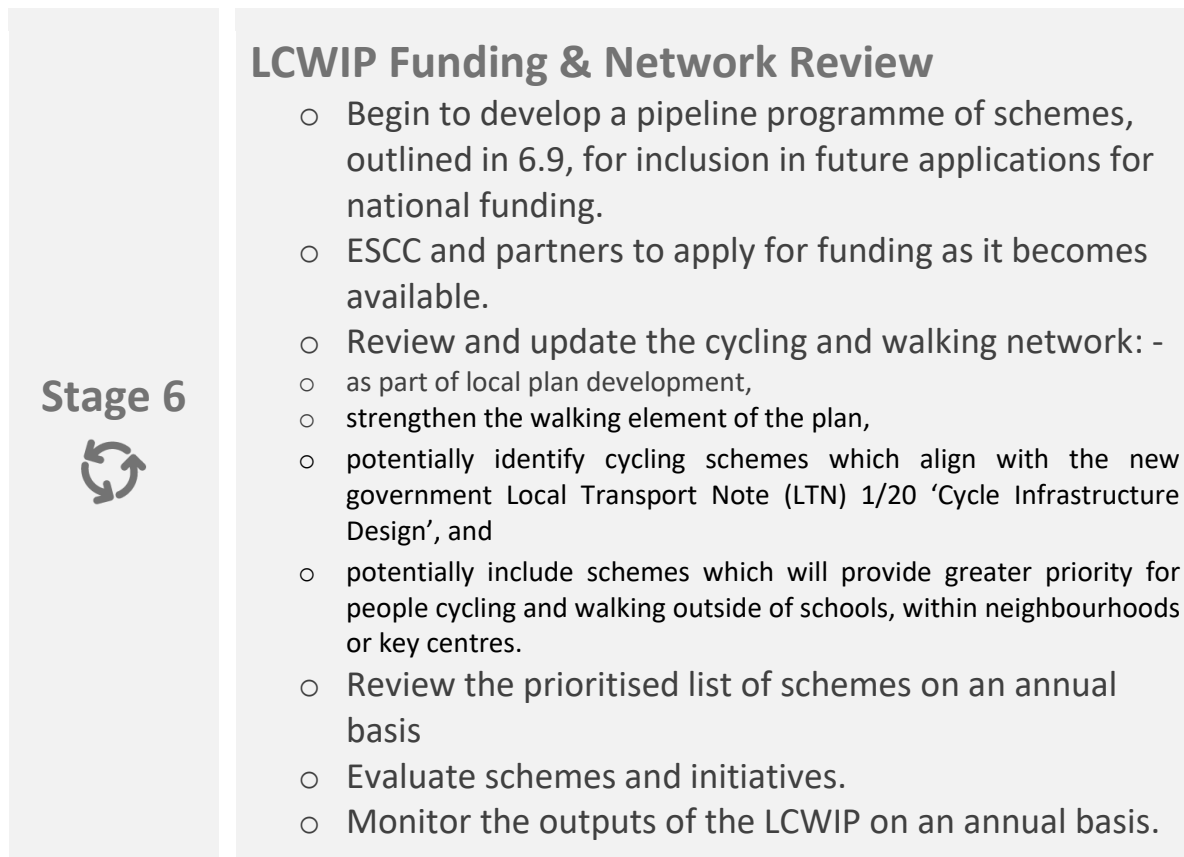 LCWIP Funding & Network Review
o Begin to develop a pipeline programme of schemes,
outlined in 6.9, for inclusion in future applications for
national funding.
o ESCC and partners to apply for funding as it becomes
available.
o Review and update the cycling and walking network: -
o as part of local plan development,
Stage 6
o strengthen the walking element of the plan,
o potentially identify cycling schemes which align with the new
government Local Transport Note (LTN) 1/20 ‘Cycle Infrastructure
Design’, and
o potentially include schemes which will provide greater priority for
people cycling and walking outside of schools, within neighbourhoods
or key centres.
o Review the prioritised list of schemes on an annual
basis
o Evaluate schemes and initiatives.
o Monitor the outputs of the LCWIP on an annual basis.